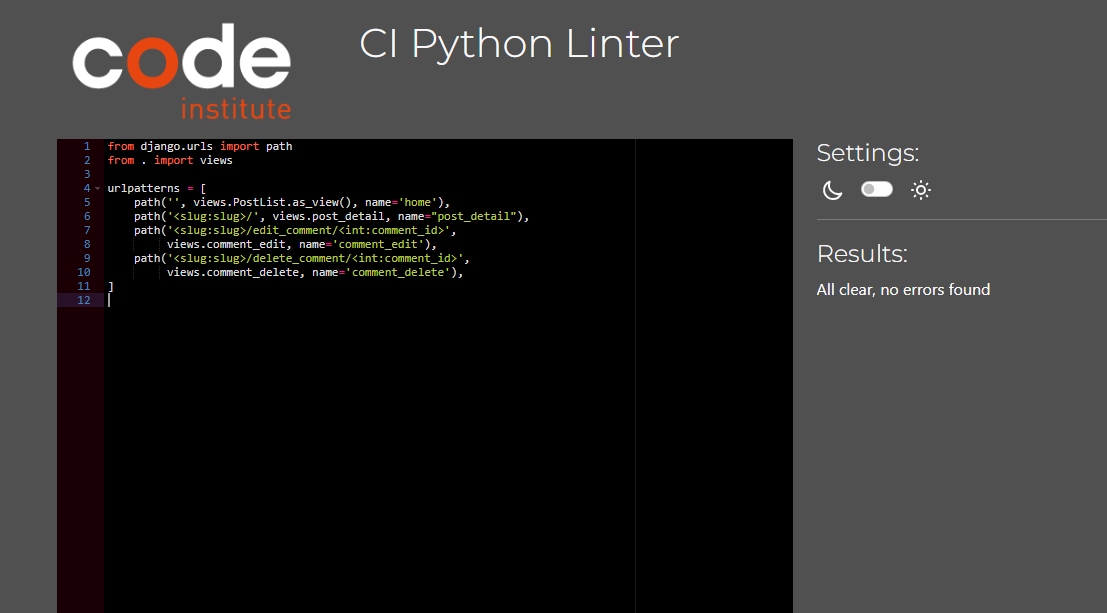 code
institute
CI Python Linter
1 from django.urls import path
2 from . import views
3
4 urlpatterns = [
5     path('', views.PostList.as_view(), name='home'),
6     path('<slug:slug>/', views.post_detail, name="post_detail"),
7     path('<slug:slug>/edit_comment/<int:comment_id>',
8          views.comment_edit, name='comment_edit'),
9     path('<slug:slug>/delete_comment/<int:comment_id>',
10          views.comment_delete, name='comment_delete'),
11 ]
12
Settings:
Results:
All clear, no errors found